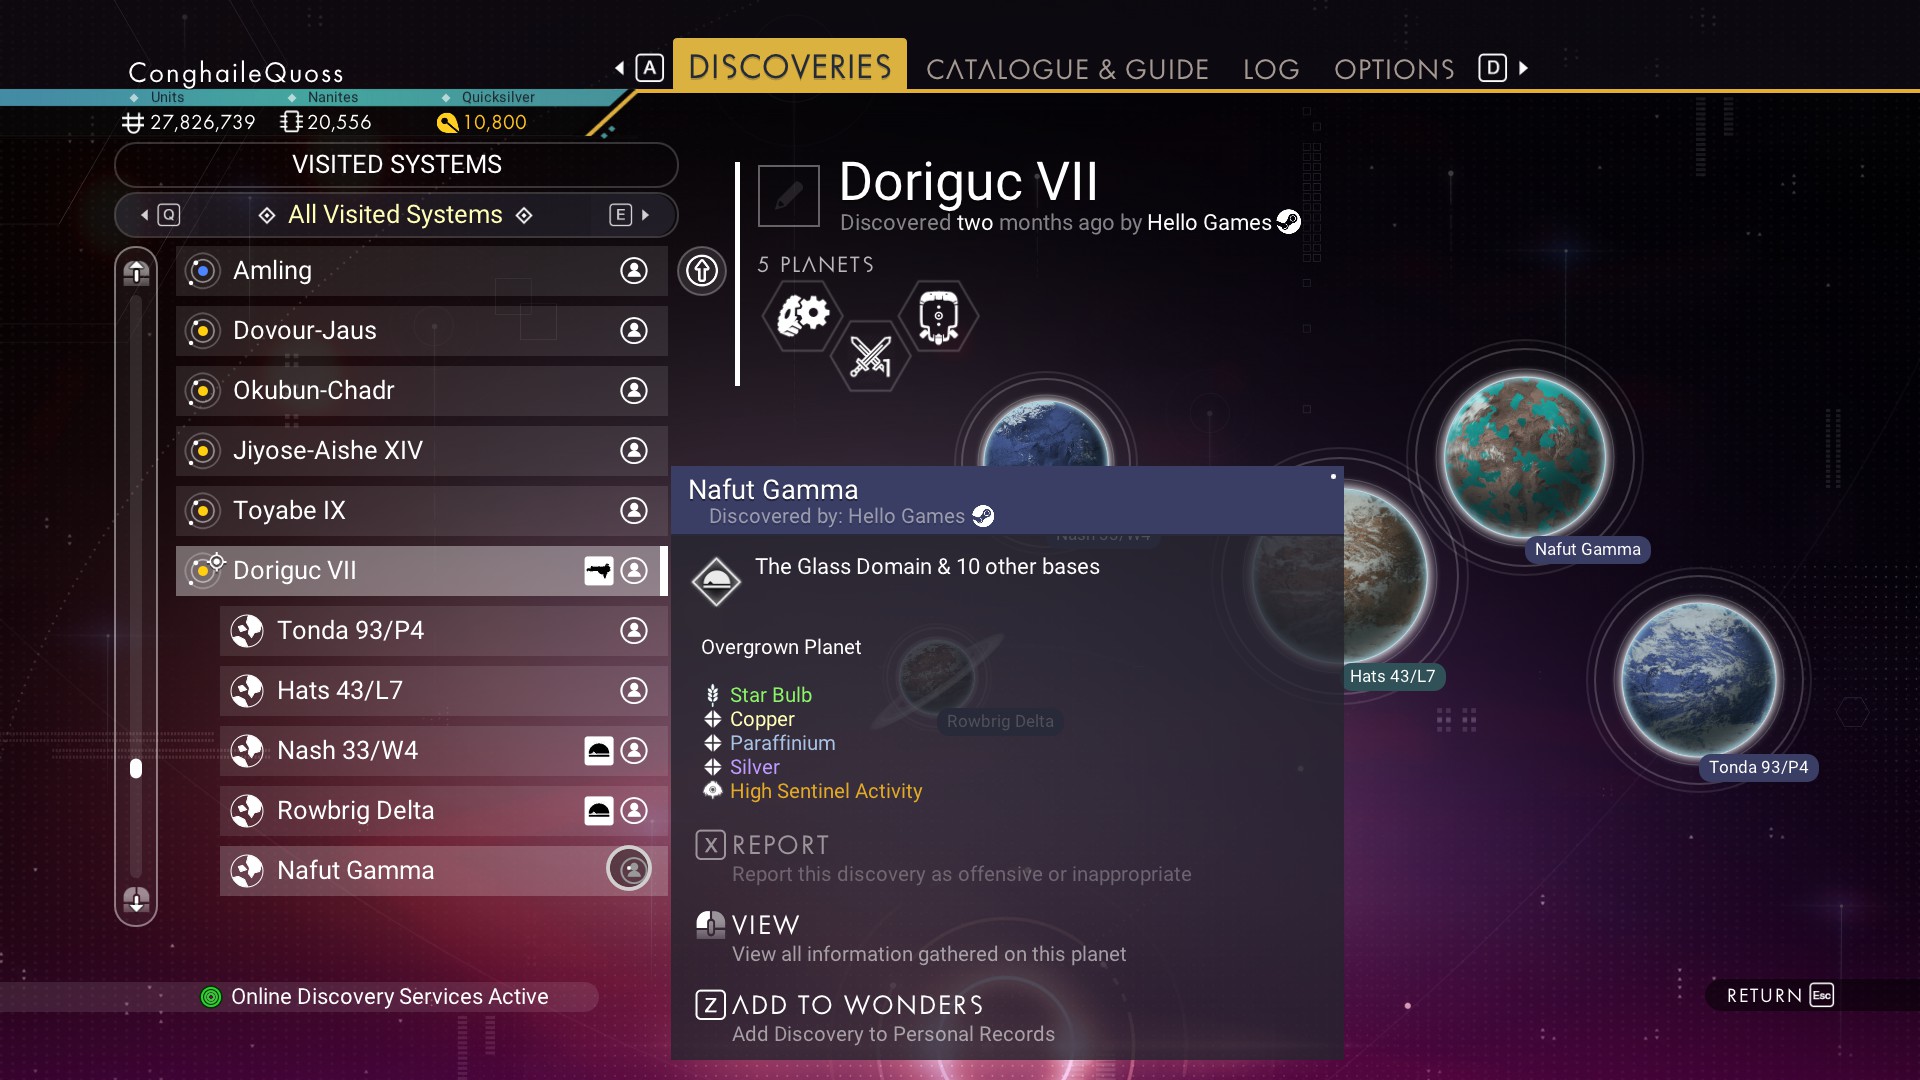 ConghaileQuoss
A
DISCOVERIES
CATALOGUE & GUIDE
LOG
OPTIONS
D
Units
Nanites
Quicksilver
27,826,739
20,556
10,800
VISITED SYSTEMS
Q
All Visited Systems
E
Amling
Dovour-Jaus
Okubun-Chadr
Jiyose-Aishe XIV
Toyabe IX
Doriguc VII
Tonda 93/P4
Hats 43/L7
Nash 33/W4
Rowbrig Delta
Nafut Gamma
Online Discovery Services Active
Doriguc VII
Discovered two months ago by Hello Games
5 PLANETS
1
Nafut Gamma
Discovered by: Hello Games
Nash 33/W4
The Glass Domain & 10 other bases
Overgrown Planet
Star Bulb
Copper
Paraffinium
Silver
High Sentinel Activity
Rowbrig Delta
X REPORT
Report this discovery as offensive or inappropriate
VIEW
View all information gathered on this planet
Z ADD TO WONDERS
Add Discovery to Personal Records
Nafut Gamma
Hats 43/L7
Tonda 93/P4
RETURN Esc